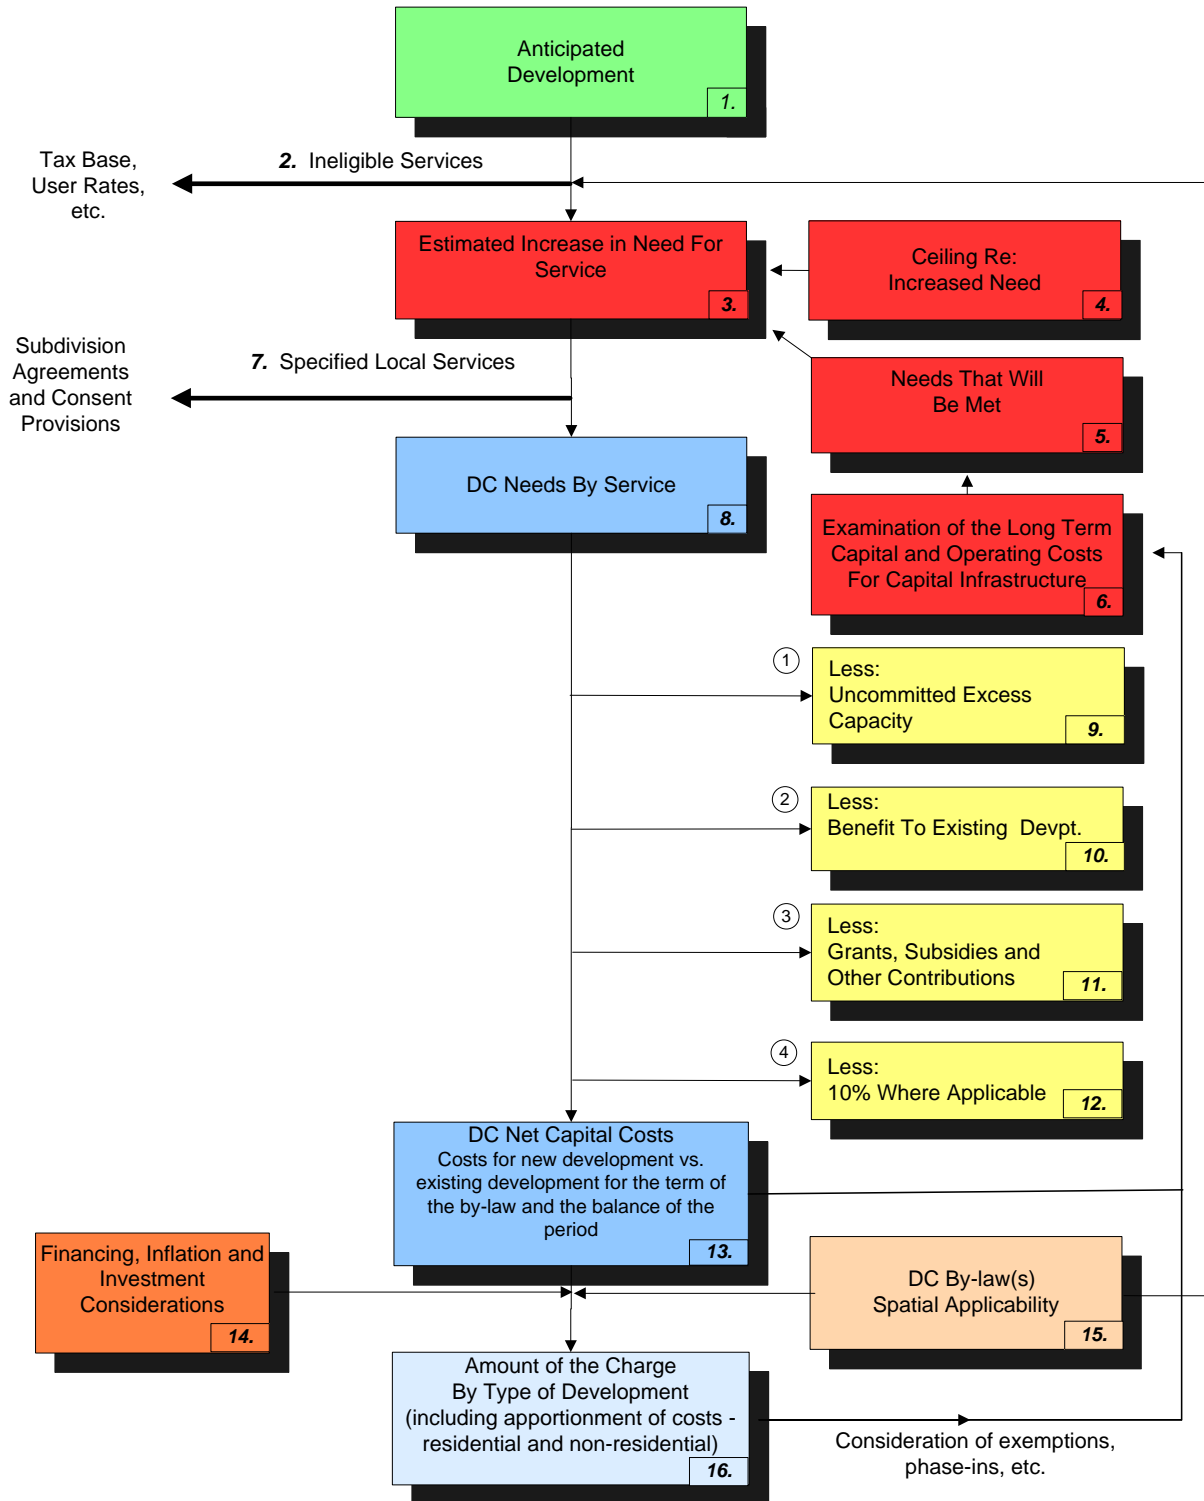 Anticipated
Development
1.
Tax Base,
User Rates,
etc.
2. Ineligible Services
Estimated Increase in Need For
Service
3.
Ceiling Re:
Increased Need
4.
Subdivision
Agreements
and Consent
Provisions
7. Specified Local Services
Needs That Will
Be Met
5.
DC Needs By Service
8.
Examination of the Long Term
Capital and Operating Costs
For Capital Infrastructure
6.
1
Less:
Uncommitted Excess
Capacity
9.
2
Less:
Benefit To Existing Devpt.
10.
3
Less:
Grants, Subsidies and
Other Contributions
11.
4
Less:
10% Where Applicable
12.
DC Net Capital Costs
Costs for new development vs.
existing development for the term of
the by-law and the balance of the
period
13.
Financing, Inflation and
Investment
Considerations
14.
DC By-law(s)
Spatial Applicability
15.
Amount of the Charge
By Type of Development
(including apportionment of costs -
residential and non-residential)
16.
Consideration of exemptions,
phase-ins, etc.